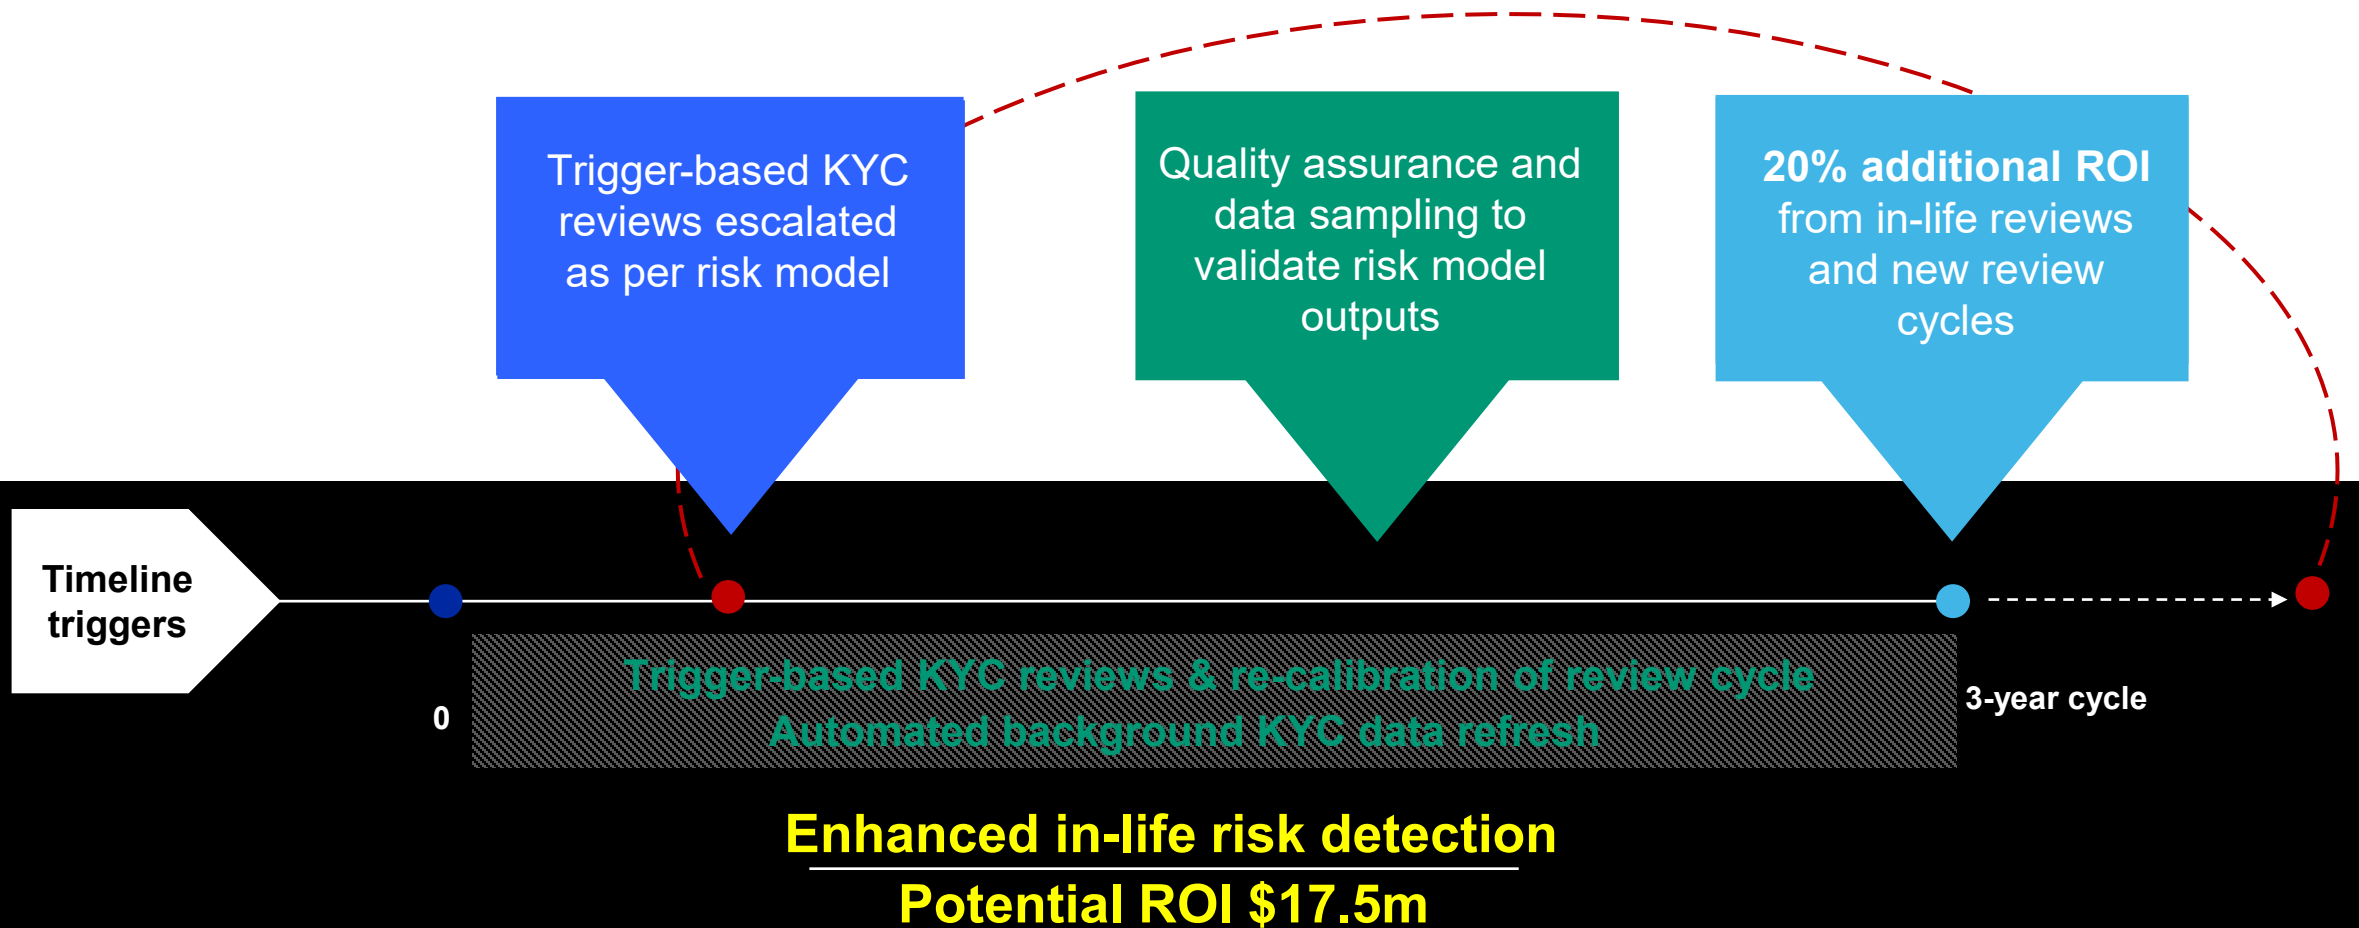 Trigger-based KYC
reviews escalated
as per risk model
Quality assurance and
data sampling to
validate risk model
outputs
20% additional ROI
from in-life reviews
and new review
cycles
Timeline
triggers
0
Trigger-based KYC reviews & re-calibration of review cycle
Automated background KYC data refresh
3-year cycle
Enhanced in-life risk detection
Potential ROI $17.5m